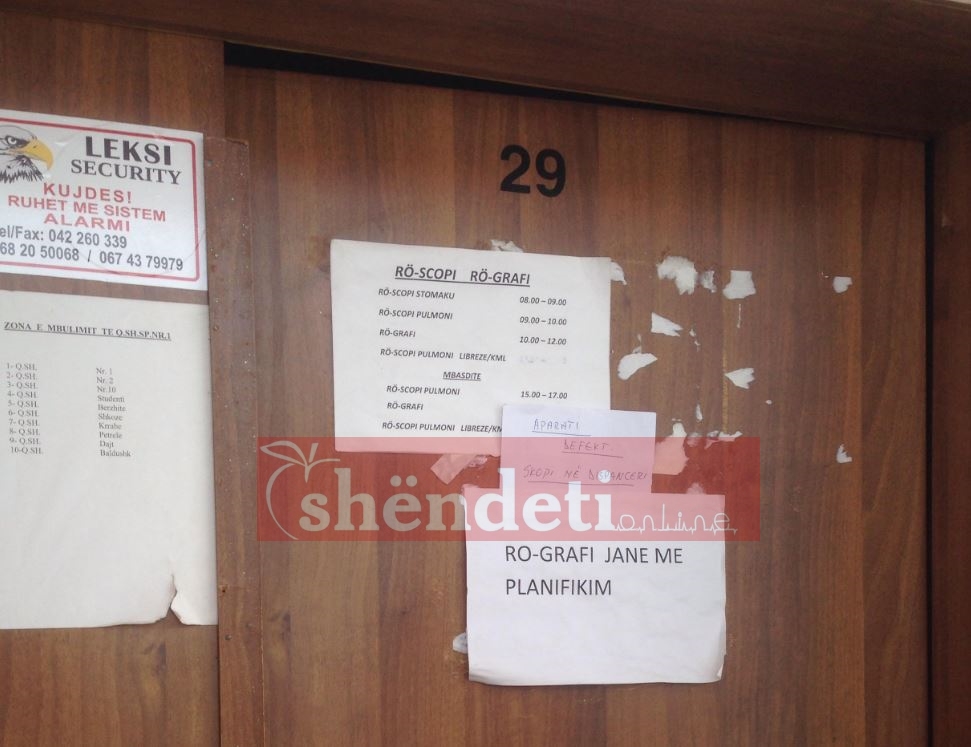 29
LEKSI
SECURITY
KUJDES!
RUHET ME SISTEM
ALARMI
el/Fax: 042 260 339
68 20 50068 / 067 43 79979
ZONA E MBULIMIT TE Q.SH.SP.NR.1
1- Q.SH. Nr. 1
2- Q.SH. Nr. 2
3- Q.SH. Nr.10
4- Q.SH. Studenti
5- Q.SH. Berzhite
6- Q.SH. Shkoze
7- Q.SH. Krrabe
8- Q.SH. Petrele
9- Q.SH. Dajt
10-Q.SH. Baldushk
RÖ-SCOPI RÖ-GRAFI
RÖ-SCOPI STOMAKU 08.00 – 09.00
RÖ-SCOPI PULMONI 09.00 – 10.00
RÖ-GRAFI 10.00 – 12.00
RÖ-SCOPI PULMONI LIBREZE/KML
MBASDITE
RÖ-SCOPI PULMONI 15.00 – 17.00
RÖ-GRAFI
RÖ-SCOPI PULMONI LIBREZE/KM
APARATI
DEFEKT.
SKOPI NË DISPANCERI
shëndeti online
RO-GRAFI JANE ME
PLANIFIKIM